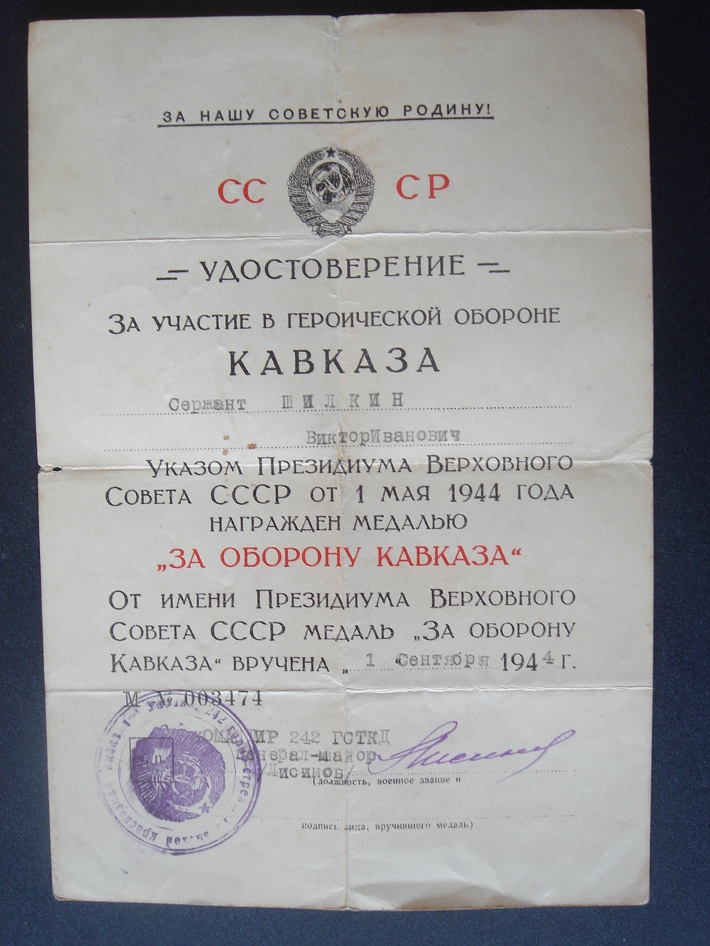 ЗА НАШУ СОВЕТСКУЮ РОДИНУ!
СС СР
УДОСТОВЕРЕНИЕ
ЗА УЧАСТИЕ В ГЕРОИЧЕСКОЙ ОБОРОНЕ
КАВКАЗА
Сержант ШИЛКИН
ВикторИванович
УКАЗОМ ПРЕЗИДИУМА ВЕРХОВНОГО
СОВЕТА СССР ОТ 1 МАЯ 1944 ГОДА
НАГРАЖДЕН МЕДАЛЬЮ
„ЗА ОБОРОНУ КАВКАЗА“
ОТ ИМЕНИ ПРЕЗИДИУМА ВЕРХОВНОГО
СОВЕТА СССР МЕДАЛЬ „ЗА ОБОРОНУ
КАВКАЗА“ ВРУЧЕНА „ 1 “ Сентября 1944 г.
М № 003474
242 ГСТКД
генерал-майор
/Лисинов/
(должность, военное звание и
подпись лица, вручившего медаль)